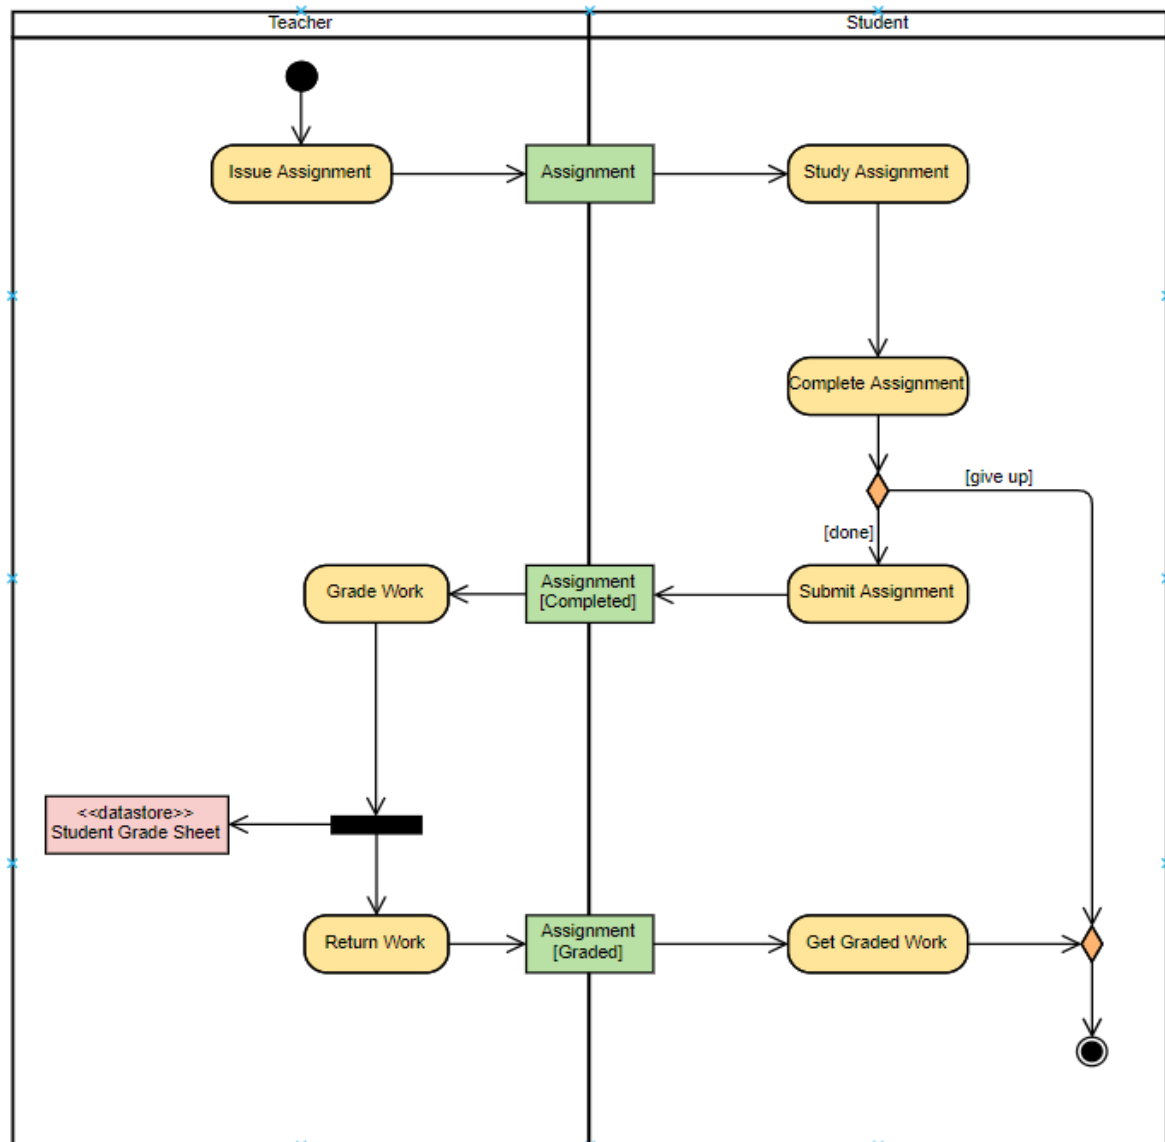 Teacher
Student
Issue Assignment
Assignment
Study Assignment
Complete Assignment
[give up]
[done]
Grade Work
Assignment
[Completed]
Submit Assignment
<<datastore>>
Student Grade Sheet
Return Work
Assignment
[Graded]
Get Graded Work